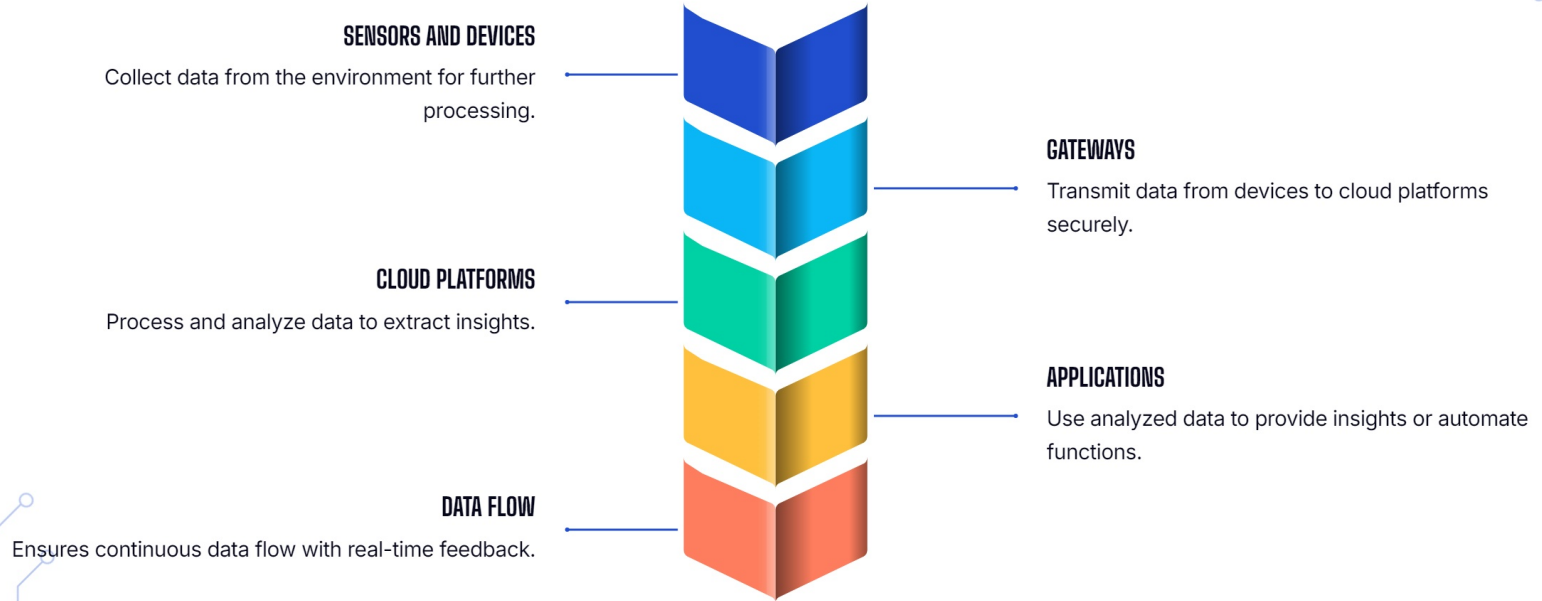 SENSORS AND DEVICES
Collect data from the environment for further
processing.
GATEWAYS
Transmit data from devices to cloud platforms
securely.
CLOUD PLATFORMS
Process and analyze data to extract insights.
APPLICATIONS
Use analyzed data to provide insights or automate
functions.
DATA FLOW
Ensures continuous data flow with real-time feedback.